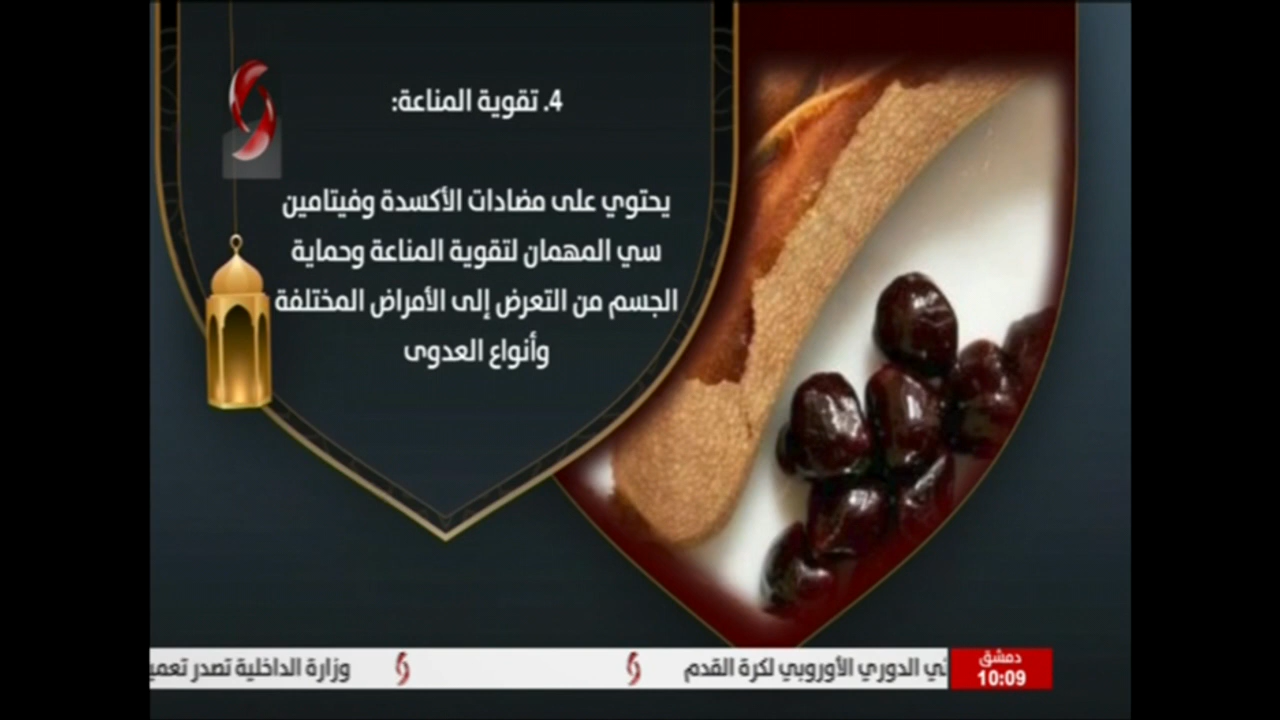 4. تقوية المناعة:
يحتوي على مضادات الأكسدة وفيتامين
سي المهمان لتقوية المناعة وحماية
الجسم من التعرض إلى الأمراض المختلفة
وأنواع العدوى
دمشق
10:09
الدوري الأوروبي لكرة القدم
وزارة الداخلية تصدر